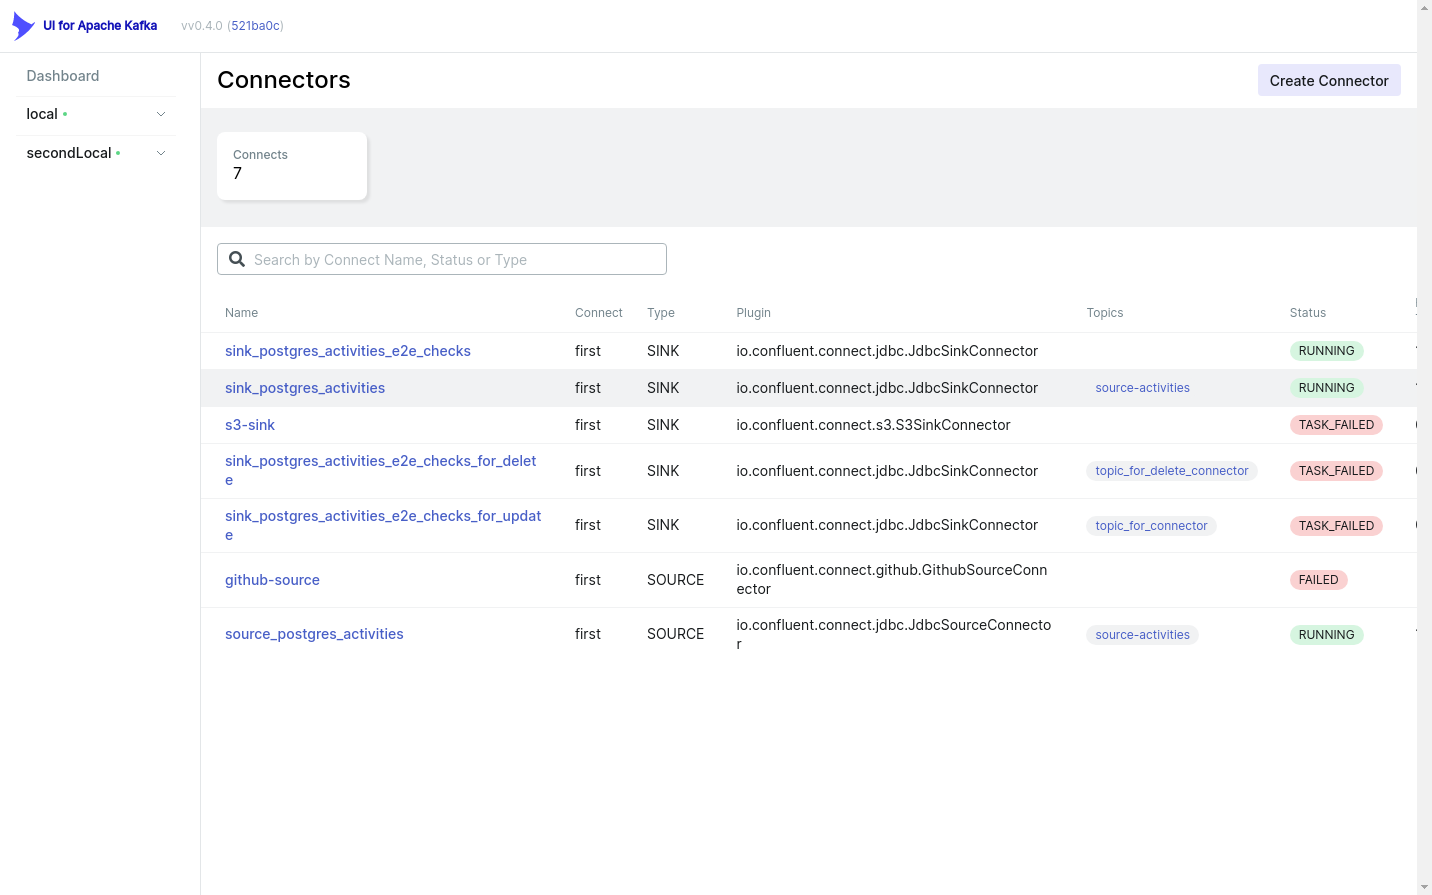 UI for Apache Kafka vv0.4.0 (521ba0c)
Dashboard
local
secondLocal
Connectors
Create Connector
Connects
7
Search by Connect Name, Status or Type
Name Connect Type Plugin Topics Status
sink_postgres_activities_e2e_checks first SINK io.confluent.connect.jdbc.JdbcSinkConnector RUNNING
sink_postgres_activities first SINK io.confluent.connect.jdbc.JdbcSinkConnector source-activities RUNNING
s3-sink first SINK io.confluent.connect.s3.S3SinkConnector TASK_FAILED
sink_postgres_activities_e2e_checks_for_delet
e
first SINK io.confluent.connect.jdbc.JdbcSinkConnector topic_for_delete_connector TASK_FAILED
sink_postgres_activities_e2e_checks_for_updat
e
first SINK io.confluent.connect.jdbc.JdbcSinkConnector topic_for_connector TASK_FAILED
github-source first SOURCE
io.confluent.connect.github.GithubSourceConn
ector
FAILED
source_postgres_activities first SOURCE
io.confluent.connect.jdbc.JdbcSourceConnecto
r
source-activities RUNNING